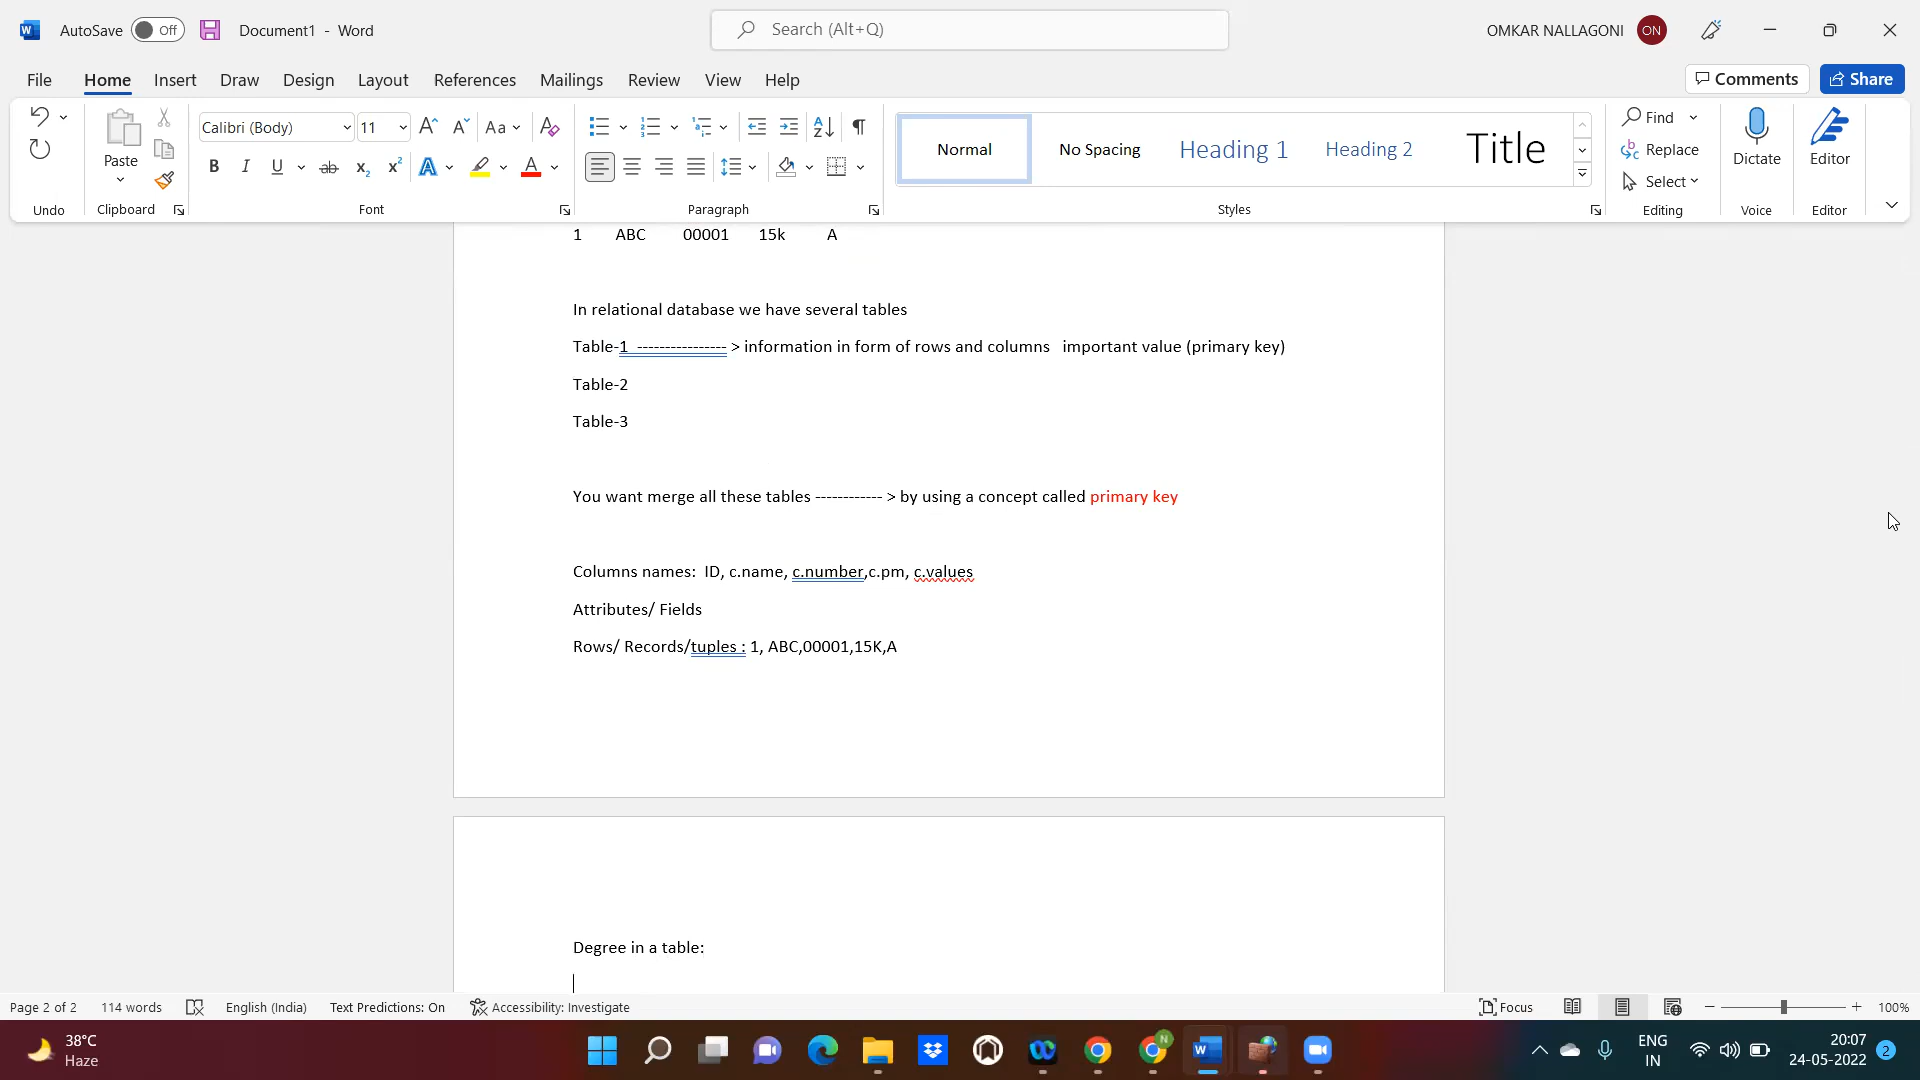 AutoSave Off Document1 - Word Search (Alt+Q) OMKAR NALLAGONI ON
File Home Insert Draw Design Layout References Mailings Review View Help Comments Share
Calibri (Body) 11 Aa Normal No Spacing Heading 1 Heading 2 Title Find
Paste Replace Dictate Editor
B I U ab x2 x2 A A Select
Undo Clipboard Font Paragraph Styles Editing Voice Editor
1 ABC 00001 15k A
In relational database we have several tables
Table-1 ---------------- > information in form of rows and columns important value (primary key)
Table-2
Table-3
You want merge all these tables ------------ > by using a concept called primary key
Columns names: ID, c.name, c.number,c.pm, c.values
Attributes/ Fields
Rows/ Records/tuples : 1, ABC,00001,15K,A
Degree in a table:
Page 2 of 2 114 words English (India) Text Predictions: On Accessibility: Investigate Focus 100%
38°C ENG 20:07
Haze IN 24-05-2022 2